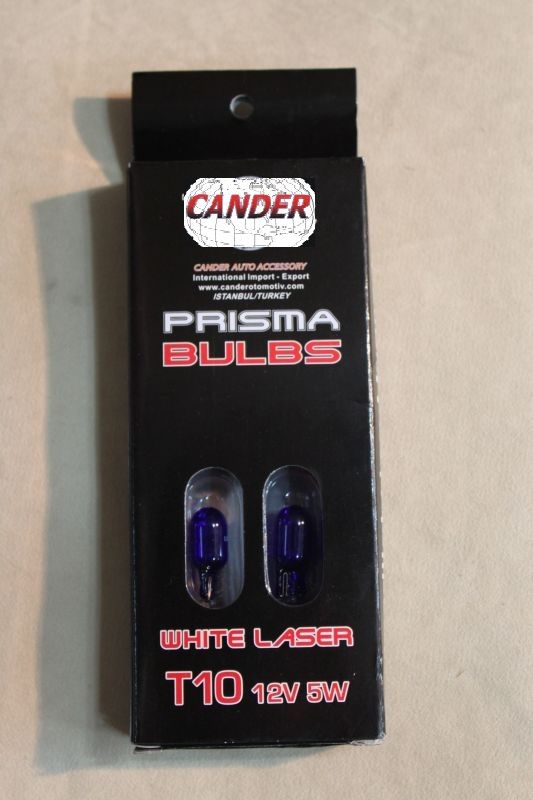 CANDER
CANDER AUTO ACCESSORY
International Import - Export
www.canderotomotiv.com
ISTANBUL/TURKEY
PRISMA
BULBS
WHITE LASER
T10 12V 5W